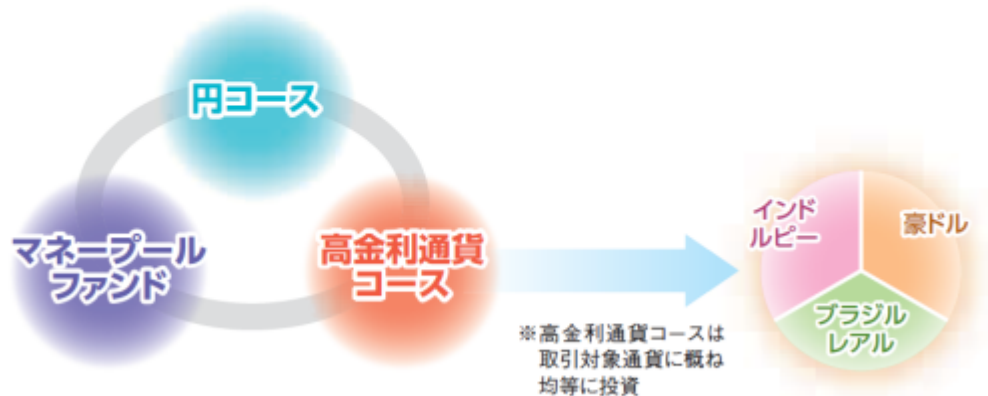 円コース
マネープール
ファンド
高金利通貨
コース
※高金利通貨コースは
取引対象通貨に概ね
均等に投資
インド
ルピー
豪ドル
ブラジル
レアル